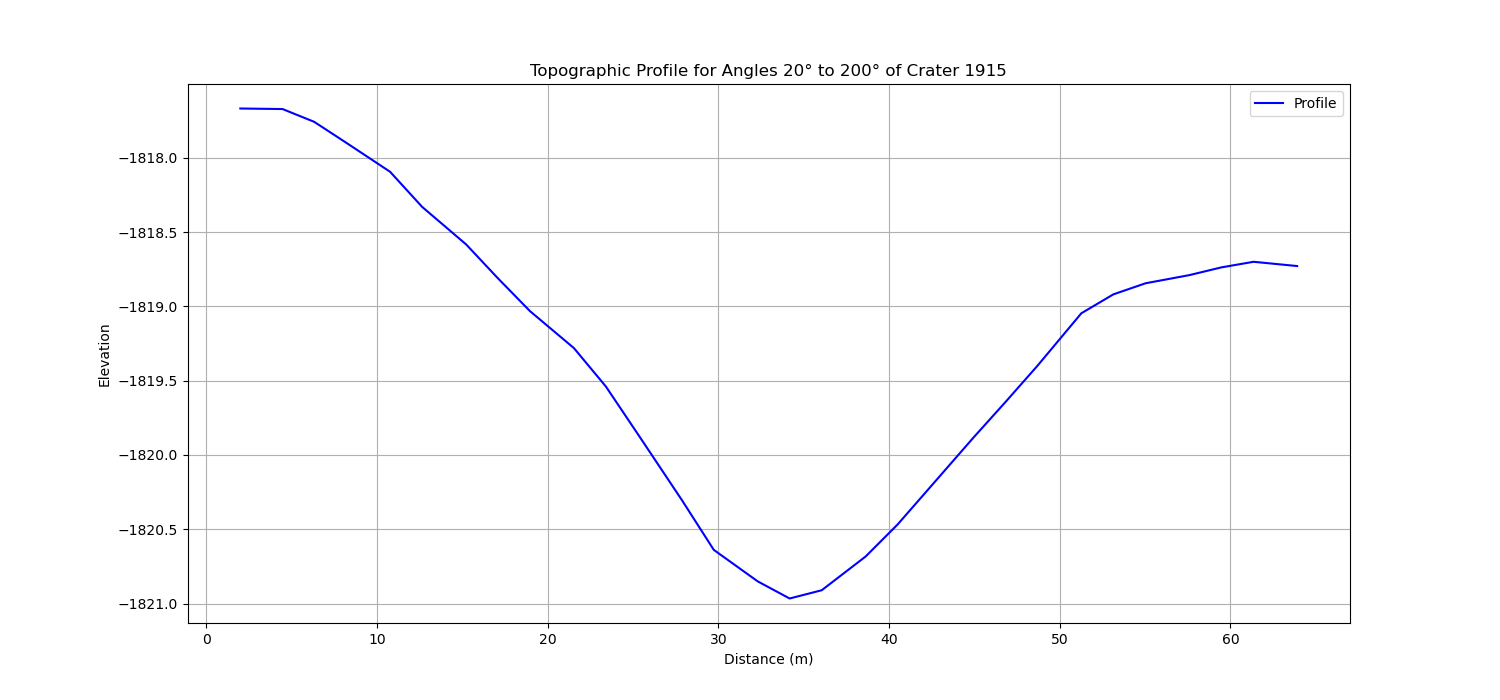 Topographic Profile for Angles 20° to 200° of Crater 1915
Profile
−1818.0
−1818.5
−1819.0
−1819.5
−1820.0
−1820.5
−1821.0
Elevation
0 10 20 30 40 50 60
Distance (m)